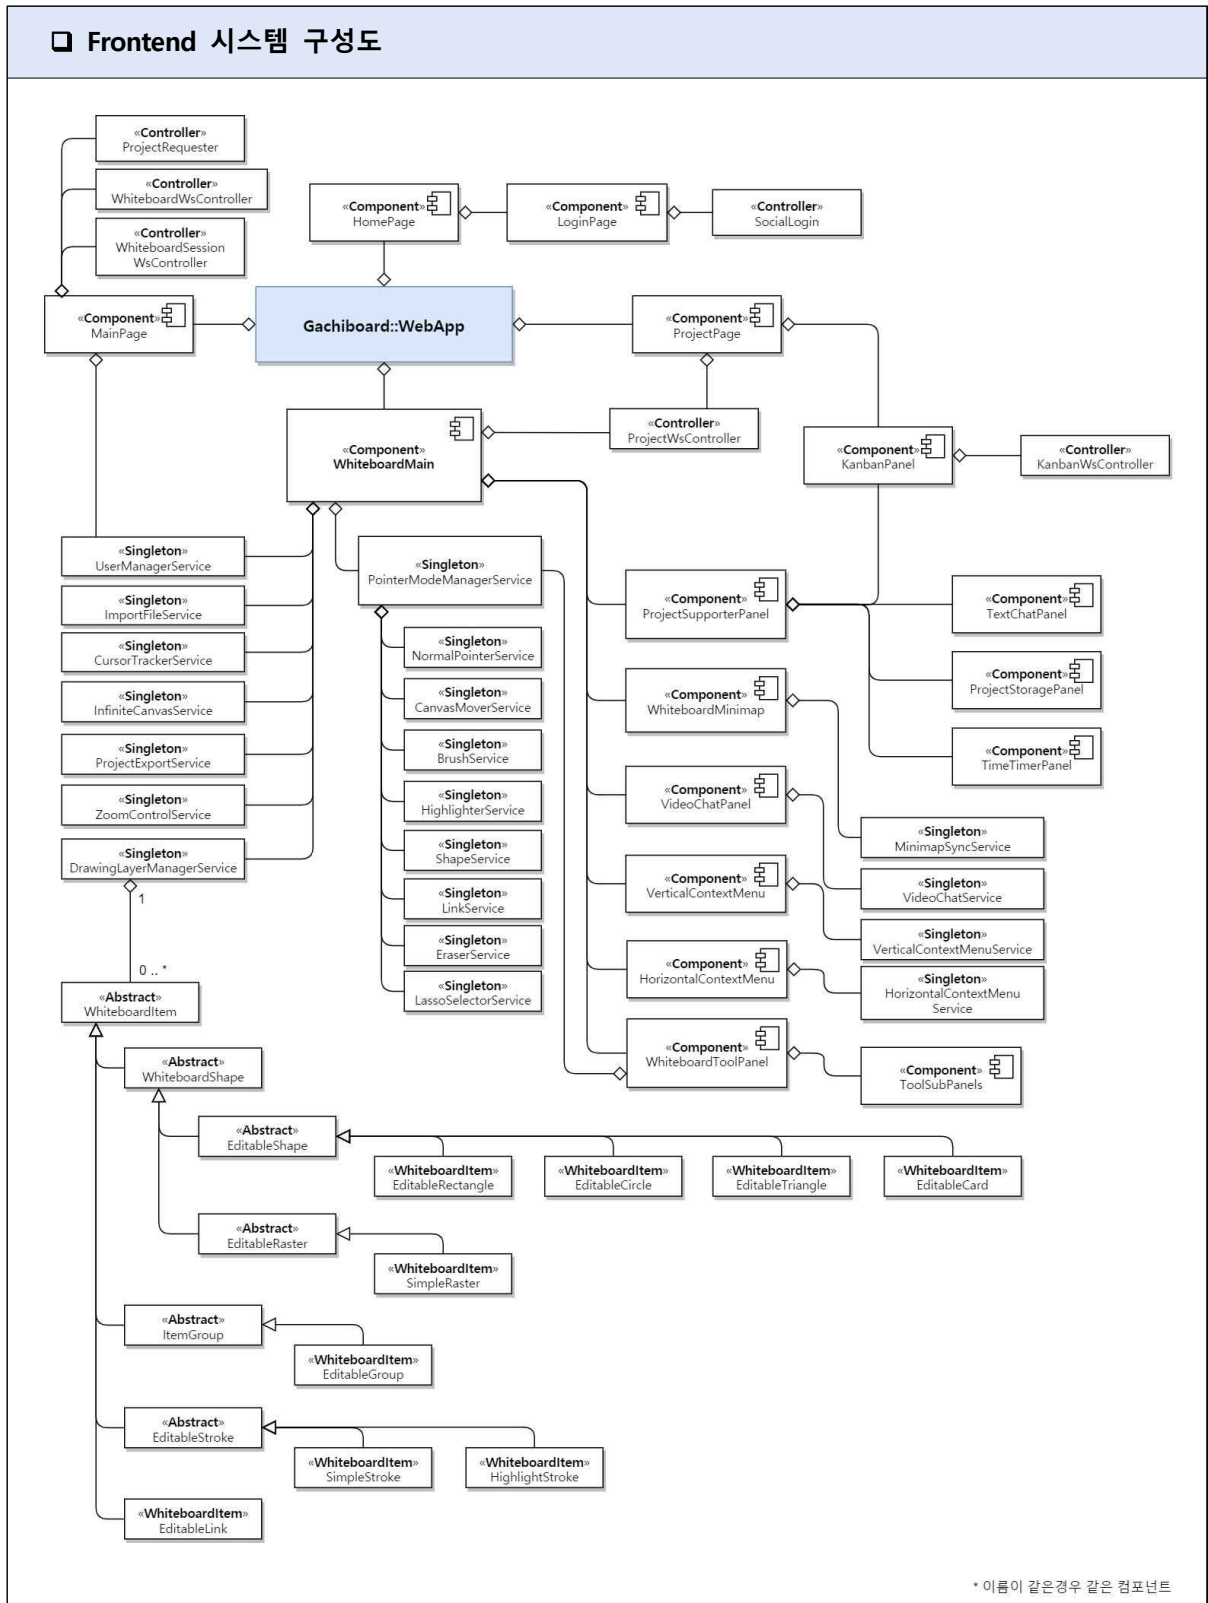 ❑ Frontend 시스템 구성도
«Controller»
ProjectRequester
«Controller»
WhiteboardWsController
«Controller»
WhiteboardSession
WsController
«Component»
HomePage
«Component»
LoginPage
«Controller»
SocialLogin
«Component»
MainPage
Gachiboard::WebApp
«Component»
ProjectPage
«Component»
WhiteboardMain
«Controller»
ProjectWsController
«Component»
KanbanPanel
«Controller»
KanbanWsController
«Singleton»
UserManagerService
«Singleton»
ImportFileService
«Singleton»
CursorTrackerService
«Singleton»
InfiniteCanvasService
«Singleton»
ProjectExportService
«Singleton»
ZoomControlService
«Singleton»
DrawingLayerManagerService
1
0 .. *
«Singleton»
PointerModeManagerService
«Singleton»
NormalPointerService
«Singleton»
CanvasMoverService
«Singleton»
BrushService
«Singleton»
HighlighterService
«Singleton»
ShapeService
«Singleton»
LinkService
«Singleton»
EraserService
«Singleton»
LassoSelectorService
«Component»
ProjectSupporterPanel
«Component»
WhiteboardMinimap
«Component»
VideoChatPanel
«Component»
VerticalContextMenu
«Component»
HorizontalContextMenu
«Component»
WhiteboardToolPanel
«Component»
TextChatPanel
«Component»
ProjectStoragePanel
«Component»
TimeTimerPanel
«Singleton»
MinimapSyncService
«Singleton»
VideoChatService
«Singleton»
VerticalContextMenuService
«Singleton»
HorizontalContextMenu
Service
«Component»
ToolSubPanels
«Abstract»
WhiteboardItem
«Abstract»
WhiteboardShape
«Abstract»
EditableShape
«WhiteboardItem»
EditableRectangle
«WhiteboardItem»
EditableCircle
«WhiteboardItem»
EditableTriangle
«WhiteboardItem»
EditableCard
«Abstract»
EditableRaster
«WhiteboardItem»
SimpleRaster
«Abstract»
ItemGroup
«WhiteboardItem»
EditableGroup
«Abstract»
EditableStroke
«WhiteboardItem»
SimpleStroke
«WhiteboardItem»
HighlightStroke
«WhiteboardItem»
EditableLink
* 이름이 같은경우 같은 컴포넌트